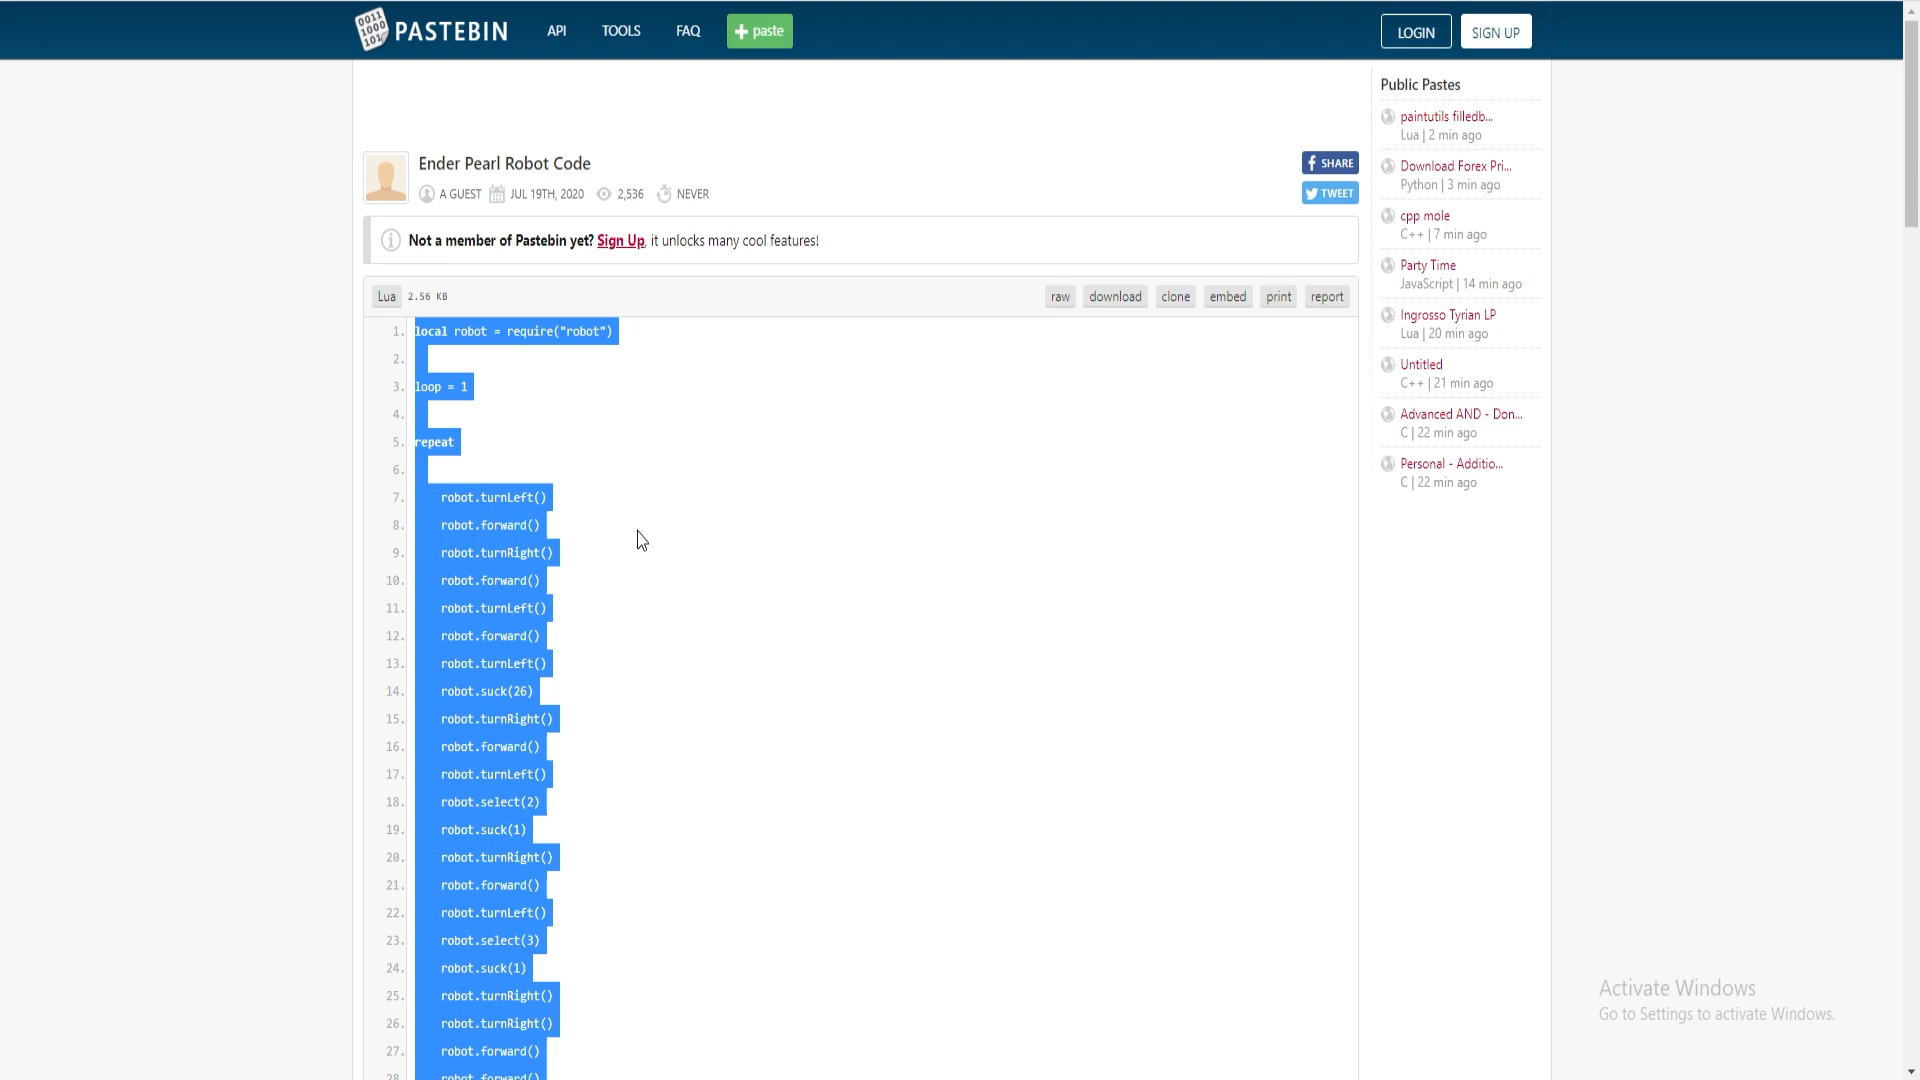 0011
1000
101
PASTEBIN
API
TOOLS
FAQ
+ paste
LOGIN
SIGN UP
Ender Pearl Robot Code
A GUEST JUL 19TH, 2020 2,536 NEVER
SHARE
TWEET
Not a member of Pastebin yet? Sign Up, it unlocks many cool features!
Lua 2.56 KB
raw download clone embed print report
1. local robot = require("robot")
2.
3. loop = 1
4.
5. repeat
6.
7. robot.turnLeft()
8. robot.forward()
9. robot.turnRight()
10. robot.forward()
11. robot.turnLeft()
12. robot.forward()
13. robot.turnLeft()
14. robot.suck(26)
15. robot.turnRight()
16. robot.forward()
17. robot.turnLeft()
18. robot.select(2)
19. robot.suck(1)
20. robot.turnRight()
21. robot.forward()
22. robot.turnLeft()
23. robot.select(3)
24. robot.suck(1)
25. robot.turnRight()
26. robot.turnRight()
27. robot.forward()
28 robot.forward()
Public Pastes
paintutils filledb...
Lua | 2 min ago
Download Forex Pri...
Python | 3 min ago
cpp mole
C++ | 7 min ago
Party Time
JavaScript | 14 min ago
Ingrosso Tyrian LP
Lua | 20 min ago
Untitled
C++ | 21 min ago
Advanced AND - Don...
C | 22 min ago
Personal - Additio...
C | 22 min ago
Activate Windows
Go to Settings to activate Windows.